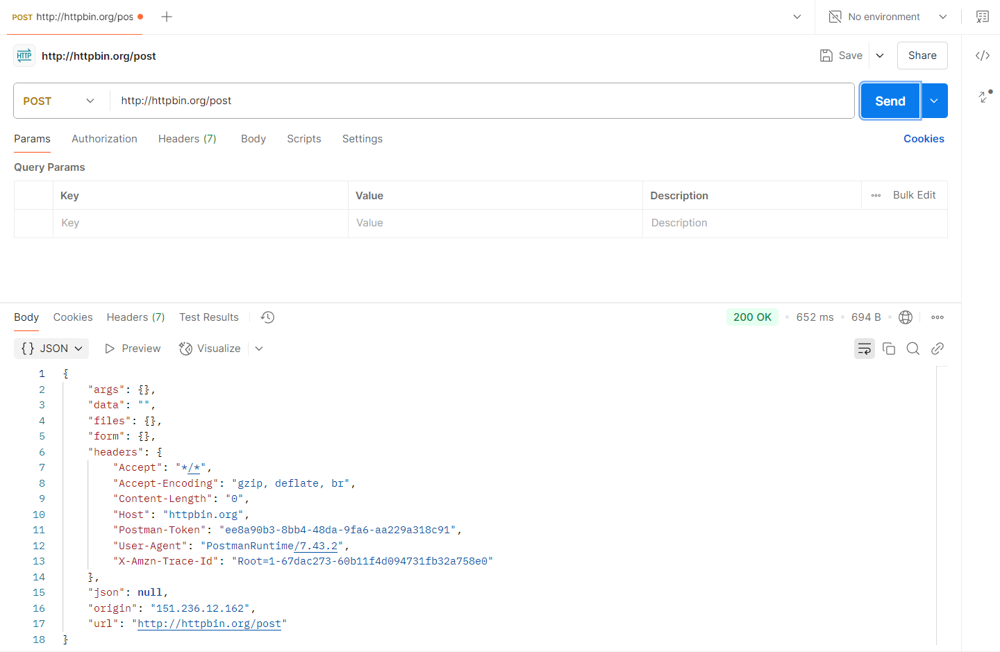 POST http://httpbin.org/pos
No environment
HTTP http://httpbin.org/post
Save
Share
POST http://httpbin.org/post
Send
Params Authorization Headers (7) Body Scripts Settings Cookies
Query Params
Key Value Description Bulk Edit
Key Value Description
Body Cookies Headers (7) Test Results 200 OK 652 ms 694 B
{} JSON Preview Visualize
1 {
2 "args": {},
3 "data": "",
4 "files": {},
5 "form": {},
6 "headers": {
7 "Accept": "*/*",
8 "Accept-Encoding": "gzip, deflate, br",
9 "Content-Length": "0",
10 "Host": "httpbin.org",
11 "Postman-Token": "ee8a90b3-8bb4-48da-9fa6-aa229a318c91",
12 "User-Agent": "PostmanRuntime/7.43.2",
13 "X-Amzn-Trace-Id": "Root=1-67dac273-60b11f4d094731fb32a758e0"
14 },
15 "json": null,
16 "origin": "151.236.12.162",
17 "url": "http://httpbin.org/post"
18 }